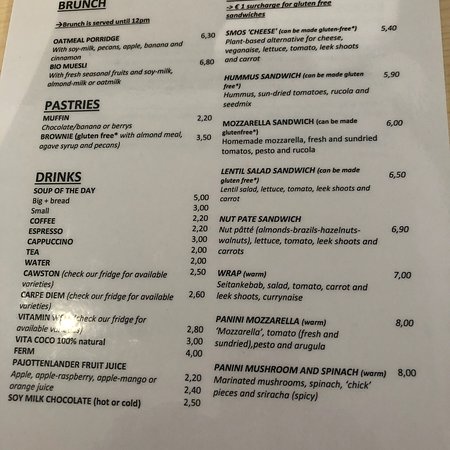 BRUNCH
→Brunch is served until 12pm
OATMEAL PORRIDGE 6,30
With soy-milk, pecans, apple, banana and
cinnamon
BIO MUESLI 6,80
With fresh seasonal fruits and soy-milk,
almond-milk or oatmilk
PASTRIES
MUFFIN 2,20
Chocolate/banana or berrys
BROWNIE (gluten free* with almond meal, 3,50
agave syrup and pecans)
DRINKS
SOUP OF THE DAY
Big + bread 5,00
Small 3,00
COFFEE 2,20
ESPRESSO 2,20
CAPPUCCINO 3,00
TEA 2,20
WATER 2,00
CAWSTON (check our fridge for available 2,50
varieties)
CARPE DIEM (check our fridge for available 2,60
varieties)
VITAMIN (check our fridge for
available varieties) 2,80
VITA COCO 100% natural 3,00
FERM 4,00
PAJOTTENLANDER FRUIT JUICE
Apple, apple-raspberry, apple-mango or 2,20
orange juice 2,40
SOY MILK CHOCOLATE (hot or cold) 2,50
-> € 1 surcharge for gluten free
sandwiches
SMOS 'CHEESE' (can be made gluten-free*) 5,40
Plant-based alternative for cheese,
veganaise, lettuce, tomato, leek shoots
and carrot
HUMMUS SANDWICH (can be made gluten 5,90
free*)
Hummus, sun-dried tomatoes, rucola and
seedmix
MOZZARELLA SANDWICH (can be made 6,00
glutenfree*)
Homemade mozzarella, fresh and sundried
tomatos, pesto and rucola
LENTIL SALAD SANDWICH (can be made gluten-
free*) 6,50
Lentil salad, lettuce, tomato, leek shoots and
carrot
NUT PATE SANDWICH
Nut pâtté (almonds-brazils-hazelnuts- 6,90
walnuts), lettuce, tomato, leek shoots and
carrots
WRAP (warm) 7,00
Seitankebab, salad, tomato, carrot and
leek shoots, currynaise
PANINI MOZZARELLA (warm) 8,00
'Mozzarella', tomato (fresh and
sundried),pesto and arugula
PANINI MUSHROOM AND SPINACH (warm) 8,00
Marinated mushrooms, spinach, 'chick'
pieces and sriracha (spicy)